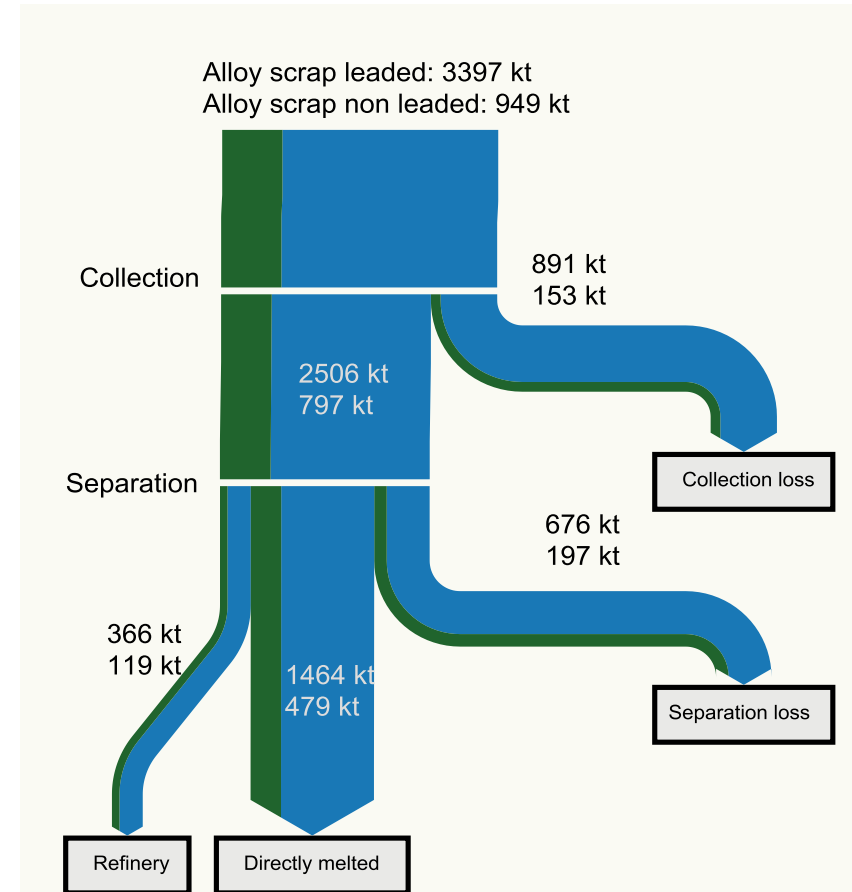 Alloy scrap leaded: 3397 kt
Alloy scrap non leaded: 949 kt
Collection
891 kt
153 kt
2506 kt
797 kt
Collection loss
Separation
676 kt
197 kt
366 kt
119 kt
1464 kt
479 kt
Separation loss
Refinery
Directly melted